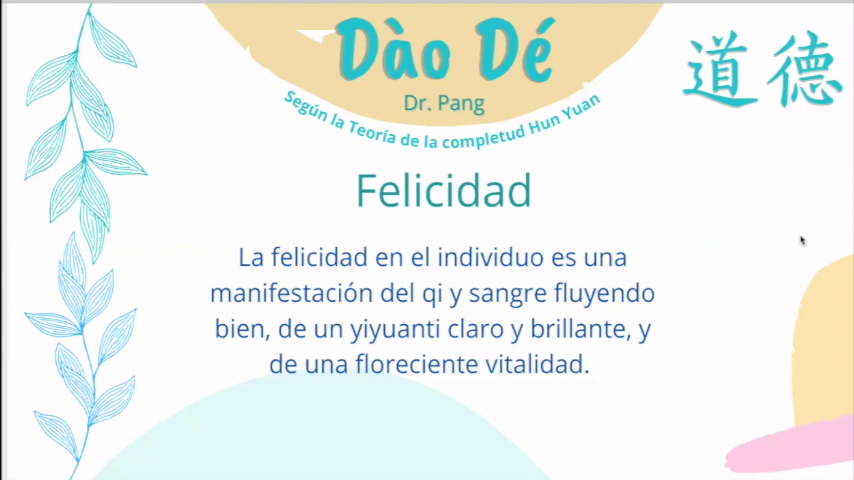 Dào Dé
道德
Dr. Pang
Según la Teoría de la completud Hun Yuan
Felicidad
La felicidad en el individuo es una
manifestación del qi y sangre fluyendo
bien, de un yiyuanti claro y brillante, y
de una floreciente vitalidad.